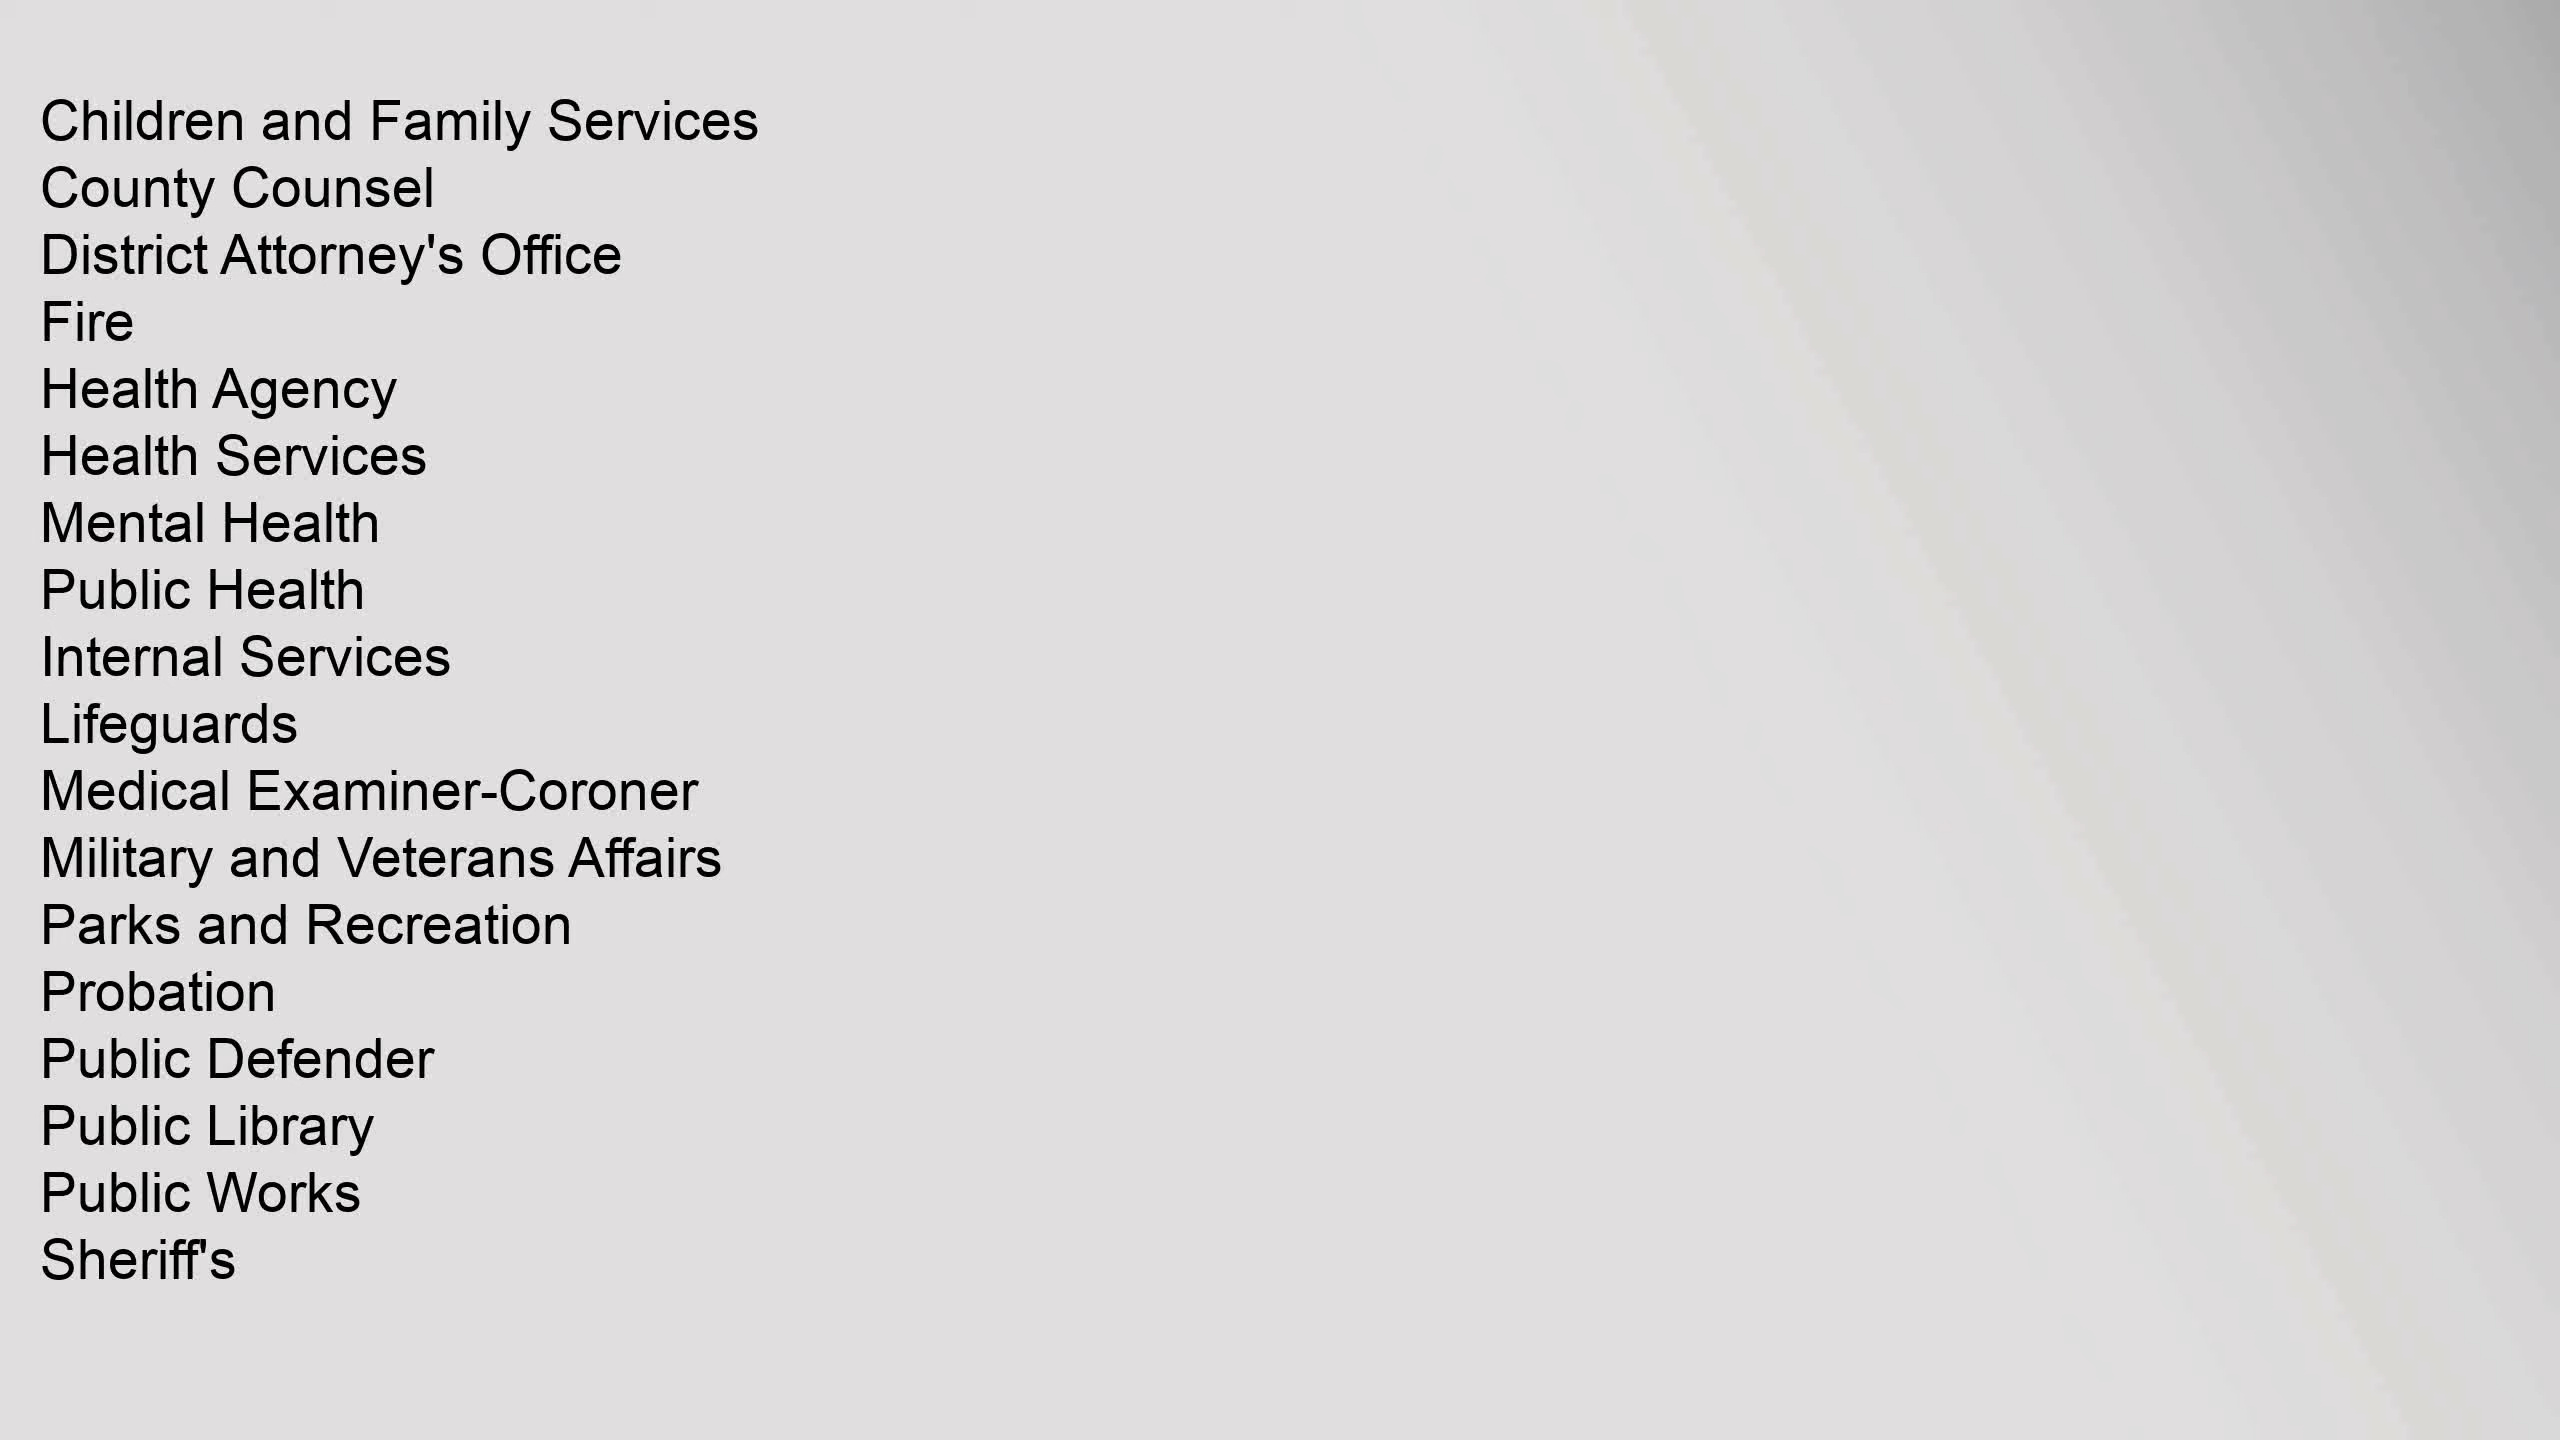 Children and Family Services
County Counsel
District Attorney's Office
Fire
Health Agency
Health Services
Mental Health
Public Health
Internal Services
Lifeguards
Medical Examiner-Coroner
Military and Veterans Affairs
Parks and Recreation
Probation
Public Defender
Public Library
Public Works
Sheriff's